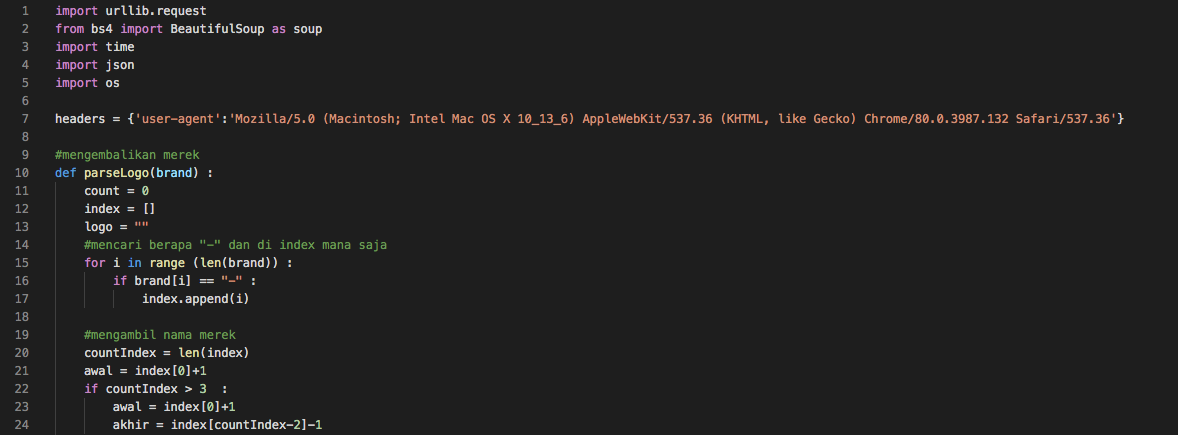 1 import urllib.request
2 from bs4 import BeautifulSoup as soup
3 import time
4 import json
5 import os
6
7 headers = {'user-agent':'Mozilla/5.0 (Macintosh; Intel Mac OS X 10_13_6) AppleWebKit/537.36 (KHTML, like Gecko) Chrome/80.0.3987.132 Safari/537.36'}
8
9 #mengembalikan merek
10 def parseLogo(brand) :
11     count = 0
12     index = []
13     logo = ""
14     #mencari berapa "-" dan di index mana saja
15     for i in range (len(brand)) :
16         if brand[i] == "-" :
17             index.append(i)
18
19     #mengambil nama merek
20     countIndex = len(index)
21     awal = index[0]+1
22     if countIndex > 3  :
23         awal = index[0]+1
24         akhir = index[countIndex-2]-1